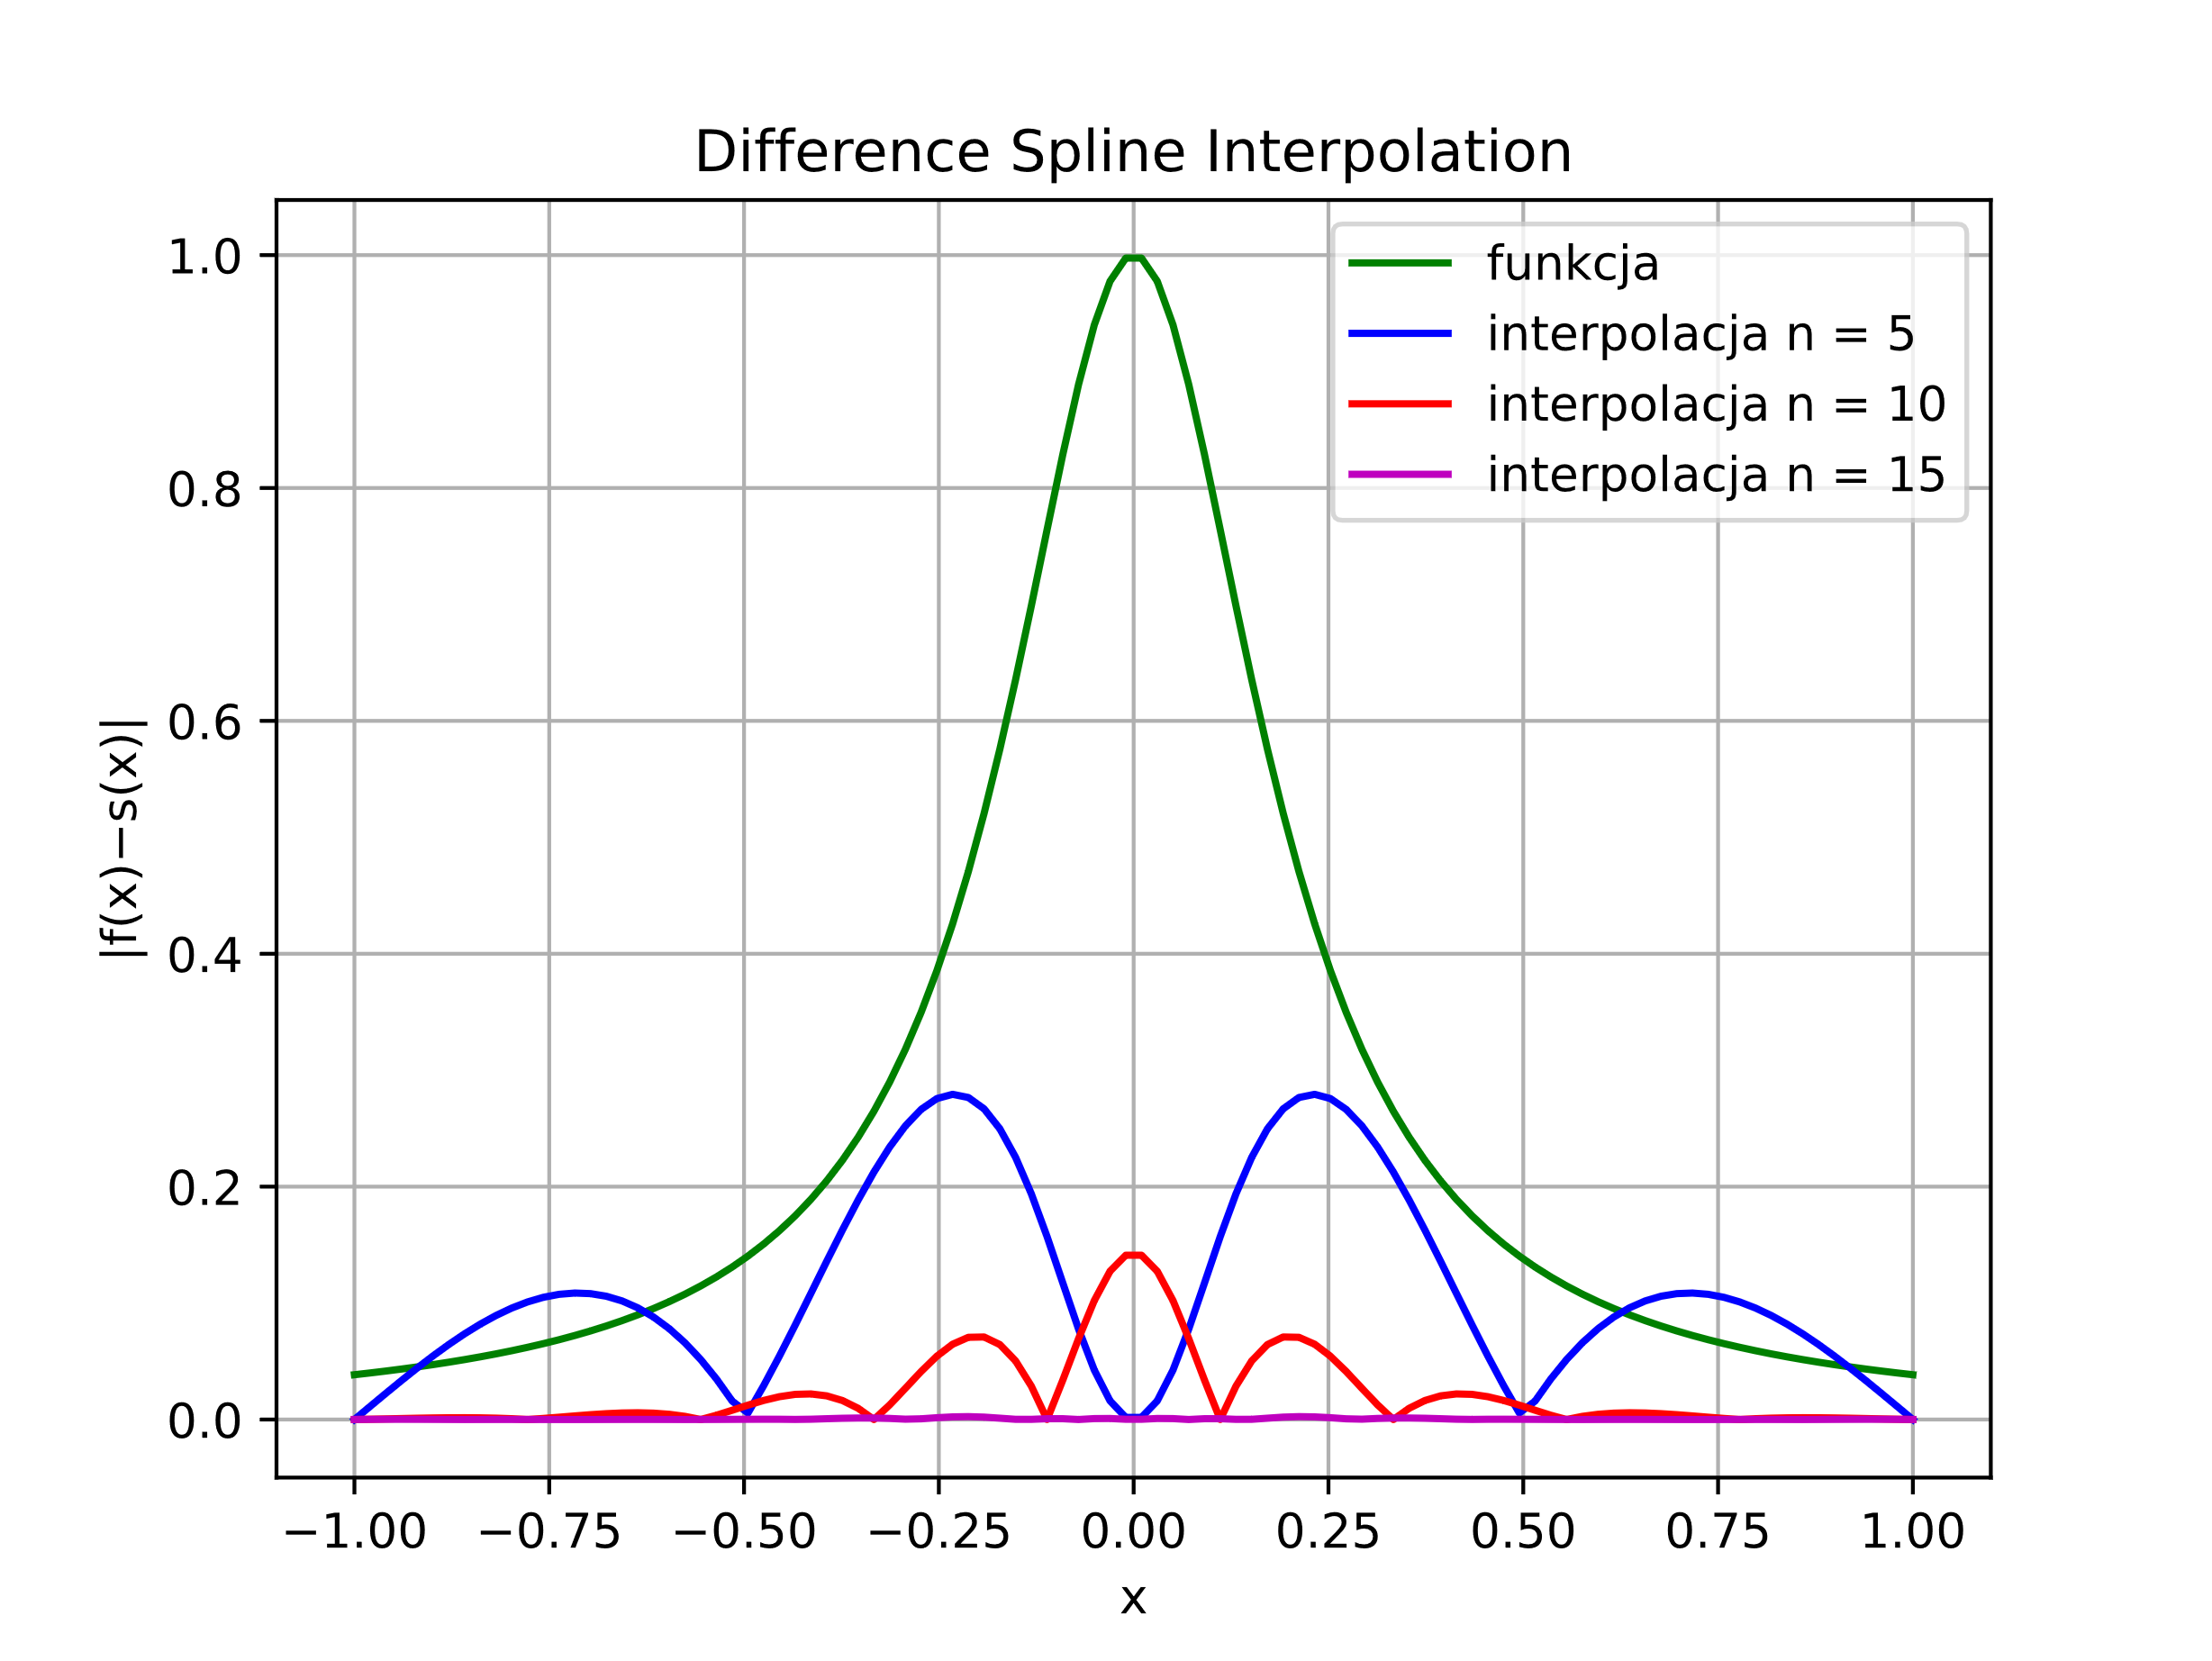 Difference Spline Interpolation
funkcja
interpolacja n = 5
interpolacja n = 10
interpolacja n = 15
|f(x)−s(x)|
1.0
0.8
0.6
0.4
0.2
0.0
−1.00 −0.75 −0.50 −0.25 0.00 0.25 0.50 0.75 1.00
x